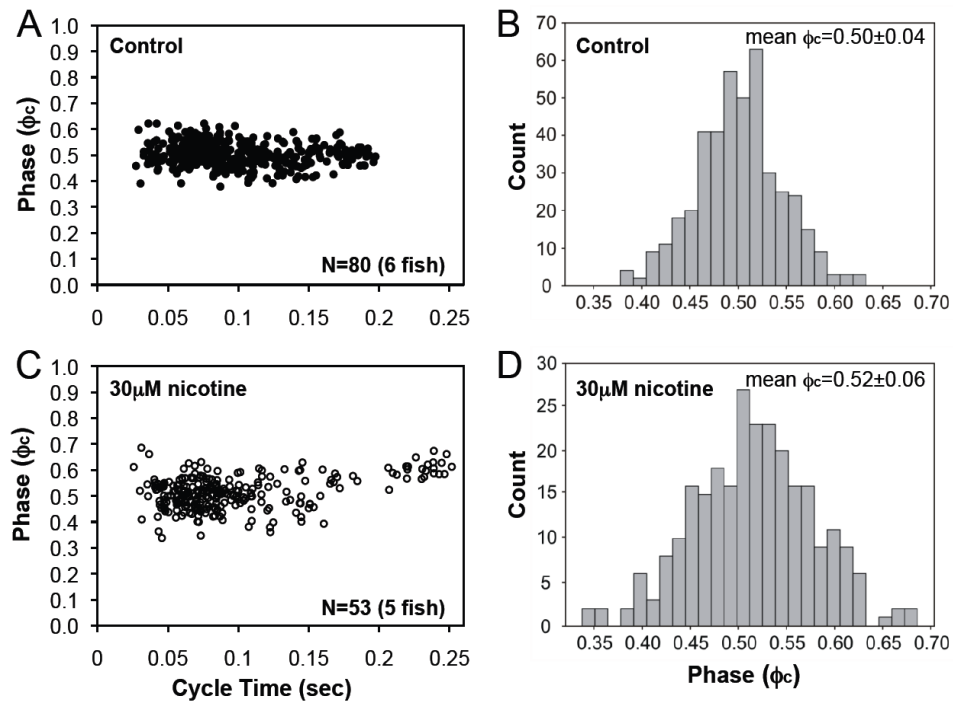 A
Control
Phase (ϕc)
1.0
0.9
0.8
0.7
0.6
0.5
0.4
0.3
0.2
0.1
0.0
N=80 (6 fish)
0 0.05 0.1 0.15 0.2 0.25
B
Control
mean ϕc=0.50±0.04
Count
70
60
50
40
30
20
10
0
0.35 0.40 0.45 0.50 0.55 0.60 0.65 0.70
C
30μM nicotine
Phase (ϕc)
1.0
0.9
0.8
0.7
0.6
0.5
0.4
0.3
0.2
0.1
0.0
N=53 (5 fish)
0 0.05 0.1 0.15 0.2 0.25
Cycle Time (sec)
D
30μM nicotine
mean ϕc=0.52±0.06
Count
30
25
20
15
10
5
0
0.35 0.40 0.45 0.50 0.55 0.60 0.65 0.70
Phase (ϕc)